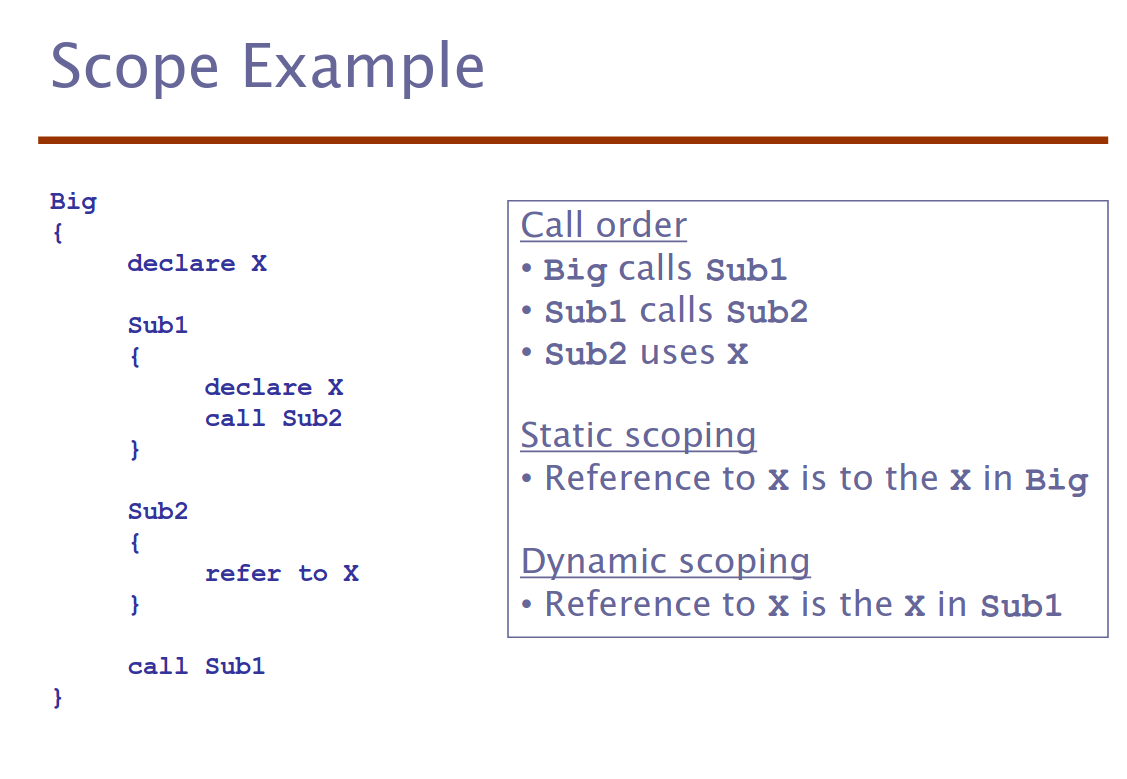 Scope Example
Big
{
declare X
Sub1
{
declare X
call Sub2
}
Sub2
{
refer to X
}
call Sub1
}
Call order
• Big calls Sub1
• Sub1 calls Sub2
• Sub2 uses X
Static scoping
• Reference to X is to the X in Big
Dynamic scoping
• Reference to X is the X in Sub1